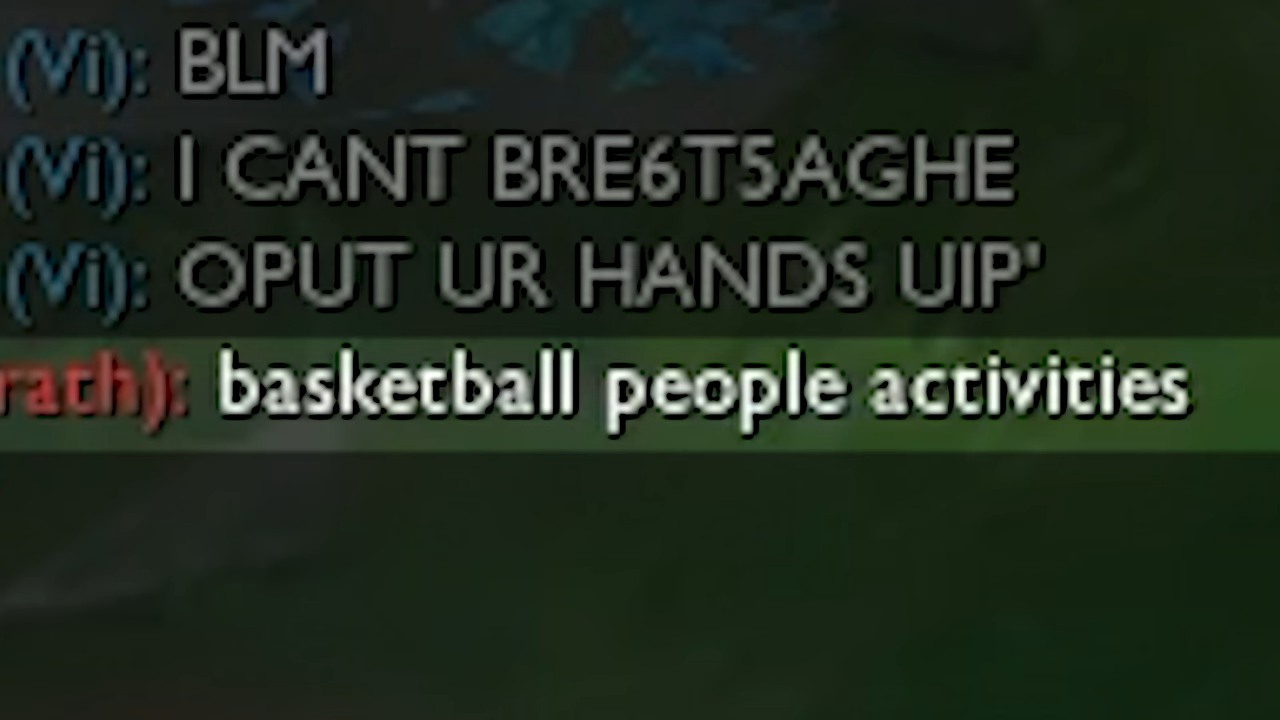 (Vi): BLM
(Vi): I CANT BRE6T5AGHE
(Vi): OPUT UR HANDS UIP'
rath): basketball people activities